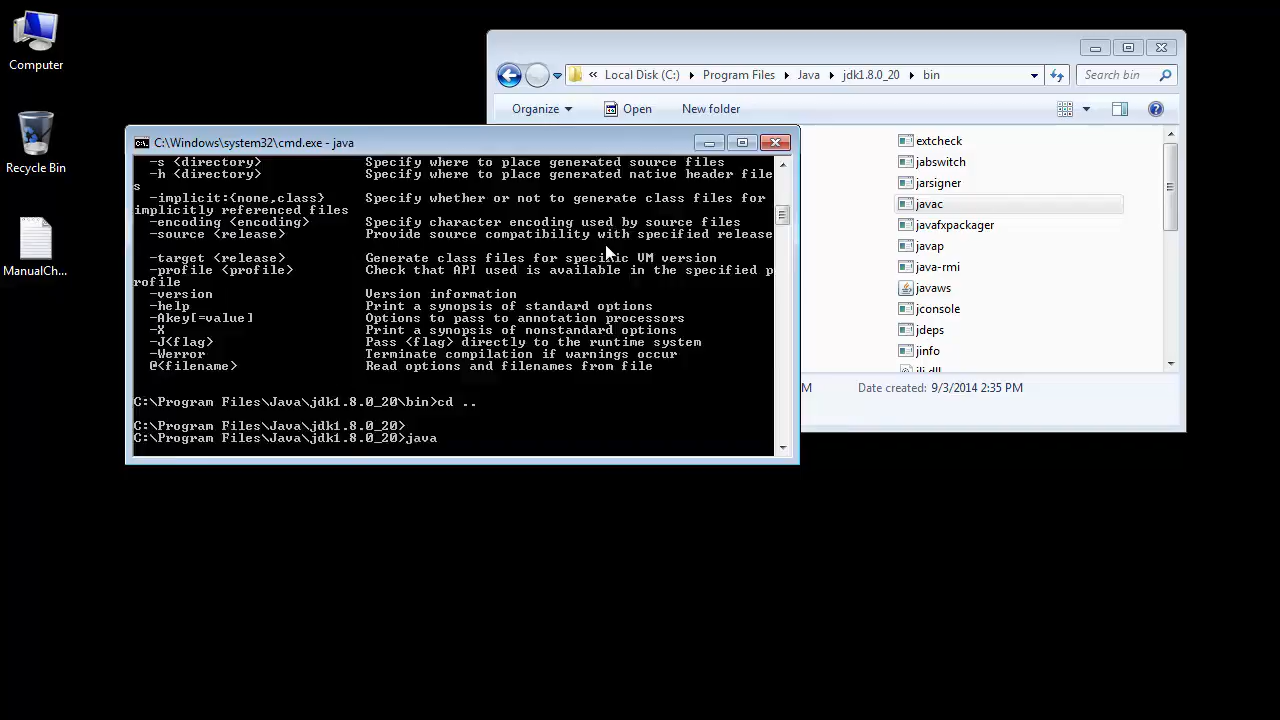 Computer
Recycle Bin
ManualCh...
« Local Disk (C:) Program Files Java jdk1.8.0_20 bin
Search bin
Organize Open New folder
extcheck
jabswitch
jarsigner
javac
javafxpackager
javap
java-rmi
javaws
jconsole
jdeps
jinfo
jli.dll
M Date created: 9/3/2014 2:35 PM
C:\Windows\system32\cmd.exe - java
-s <directory> Specify where to place generated source files
-h <directory> Specify where to place generated native header file
s
-implicit:{none,class} Specify whether or not to generate class files for
implicitly referenced files
-encoding <encoding> Specify character encoding used by source files
-source <release> Provide source compatibility with specified release
-target <release> Generate class files for specific VM version
-profile <profile> Check that API used is available in the specified p
rofile
-version Version information
-help Print a synopsis of standard options
-Akey[=value] Options to pass to annotation processors
-X Print a synopsis of nonstandard options
-J<flag> Pass <flag> directly to the runtime system
-Werror Terminate compilation if warnings occur
@<filename> Read options and filenames from file
C:\Program Files\Java\jdk1.8.0_20\bin>cd ..
C:\Program Files\Java\jdk1.8.0_20>
C:\Program Files\Java\jdk1.8.0_20>java